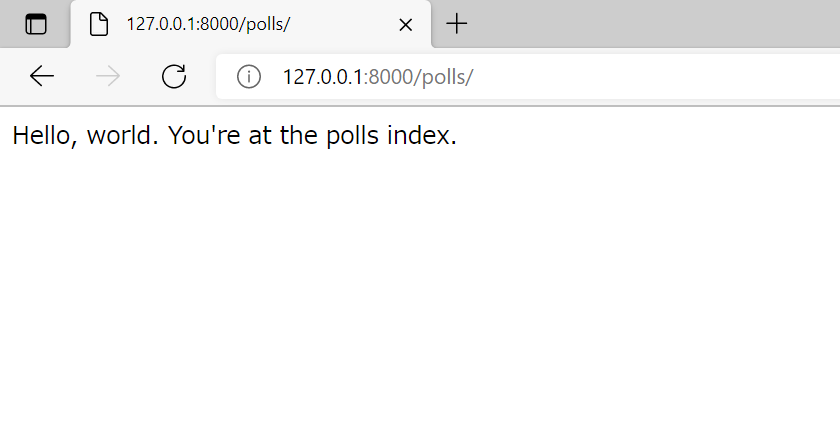 127.0.0.1:8000/polls/
127.0.0.1:8000/polls/
Hello, world. You're at the polls index.